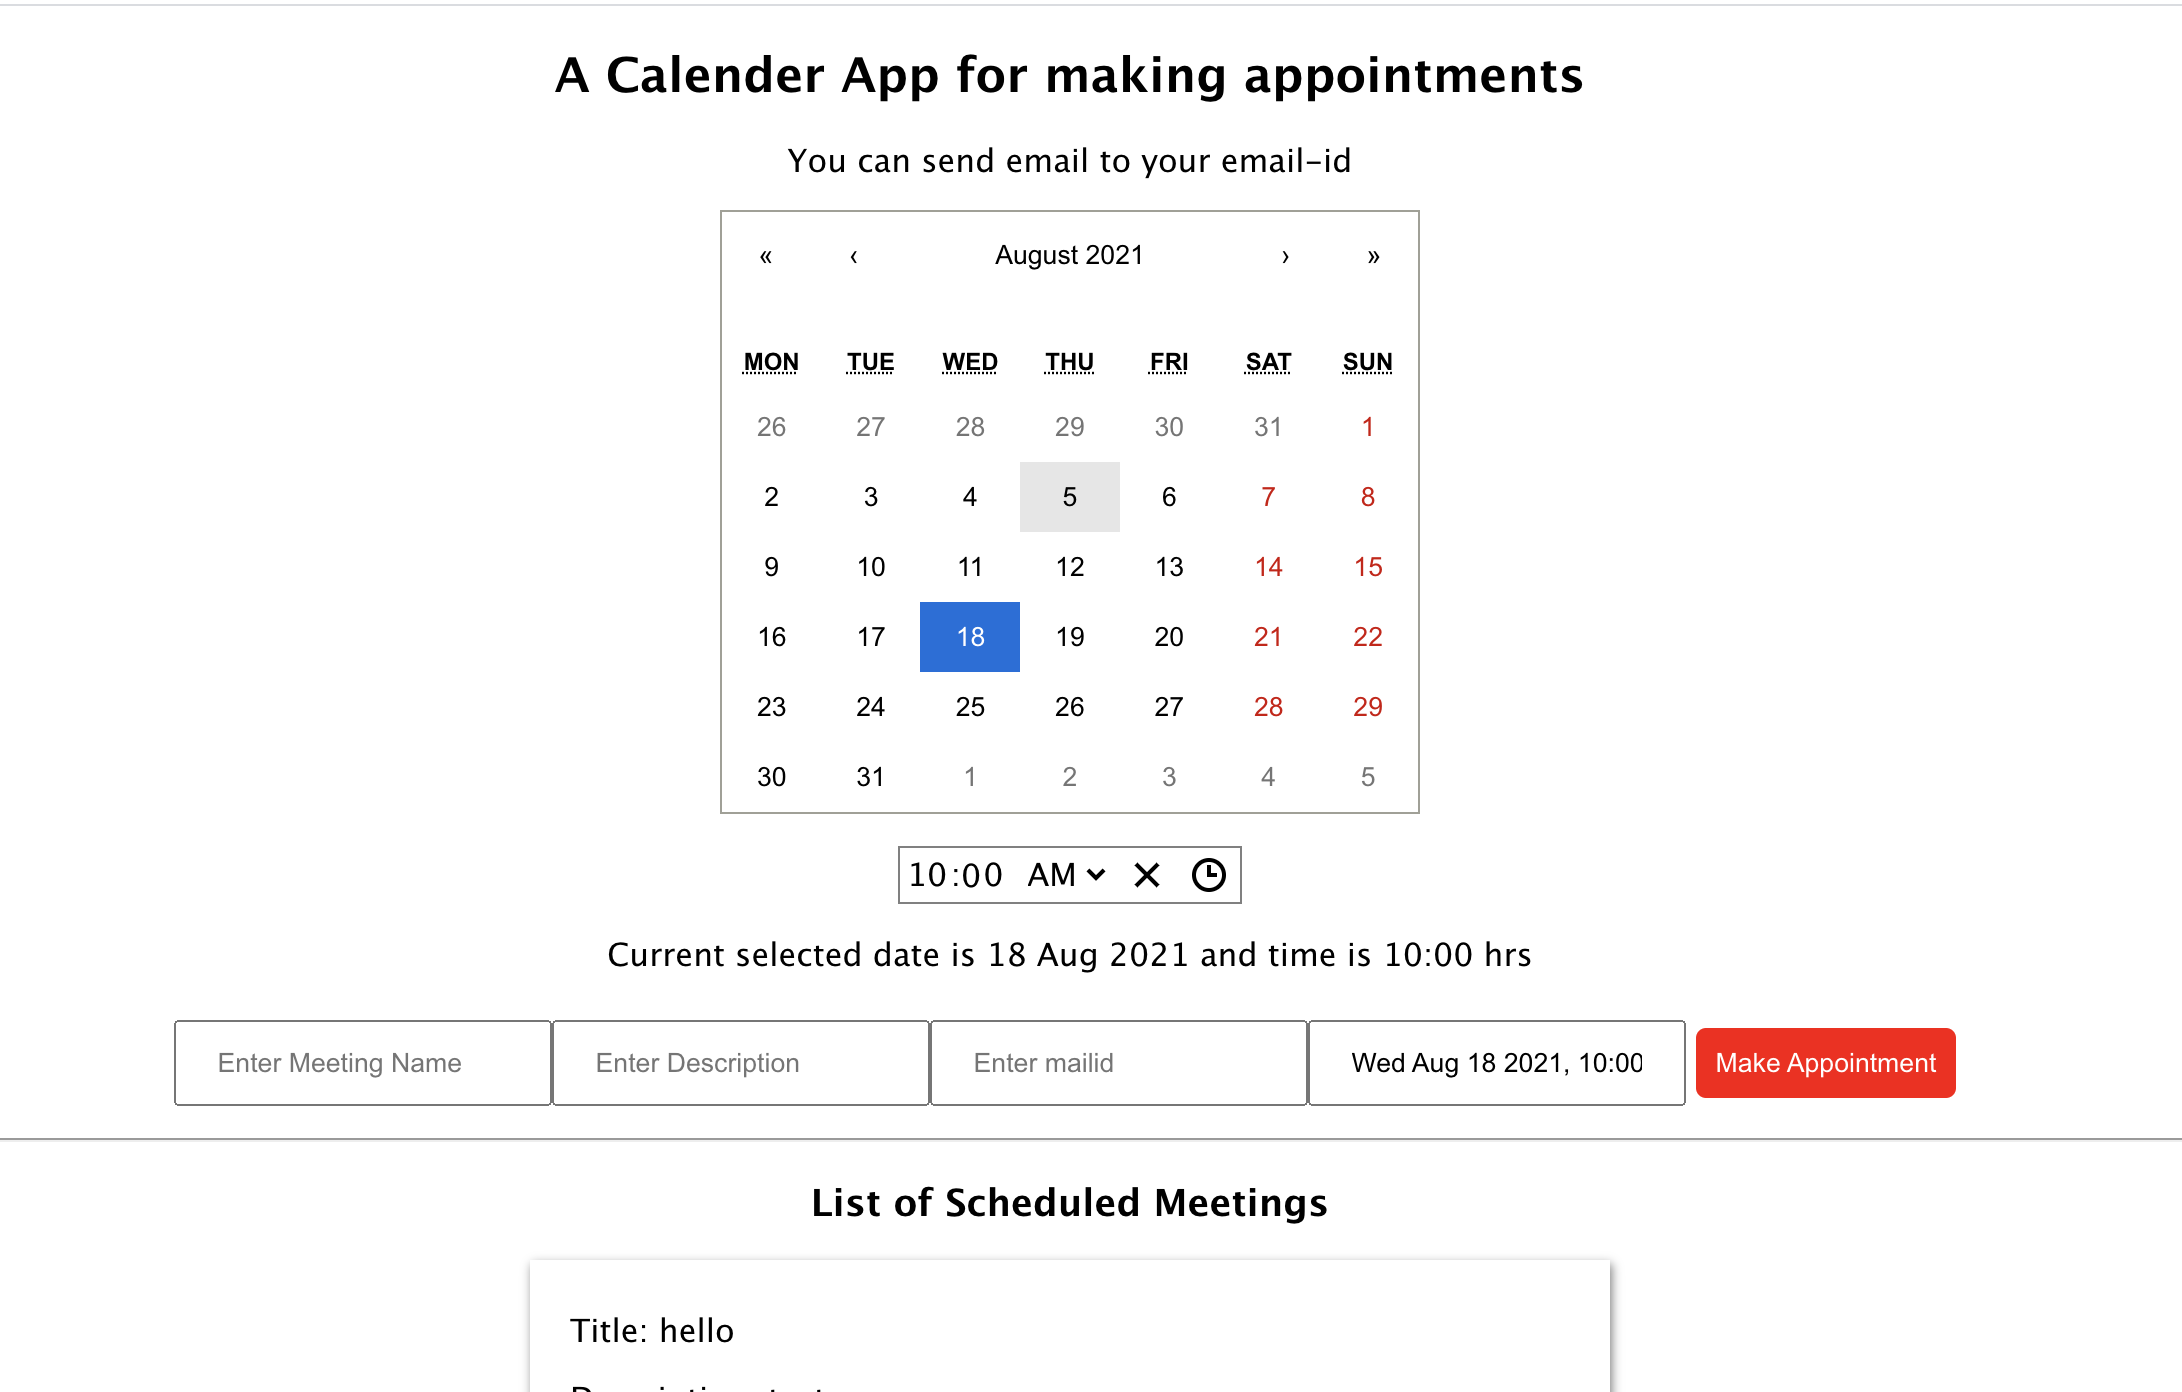 A Calender App for making appointments
You can send email to your email-id
« ‹ August 2021 › »
MON TUE WED THU FRI SAT SUN
26 27 28 29 30 31 1
2 3 4 5 6 7 8
9 10 11 12 13 14 15
16 17 18 19 20 21 22
23 24 25 26 27 28 29
30 31 1 2 3 4 5
10:00 AM
Current selected date is 18 Aug 2021 and time is 10:00 hrs
Enter Meeting Name Enter Description Enter mailid Wed Aug 18 2021, 10:00 Make Appointment
List of Scheduled Meetings
Title: hello